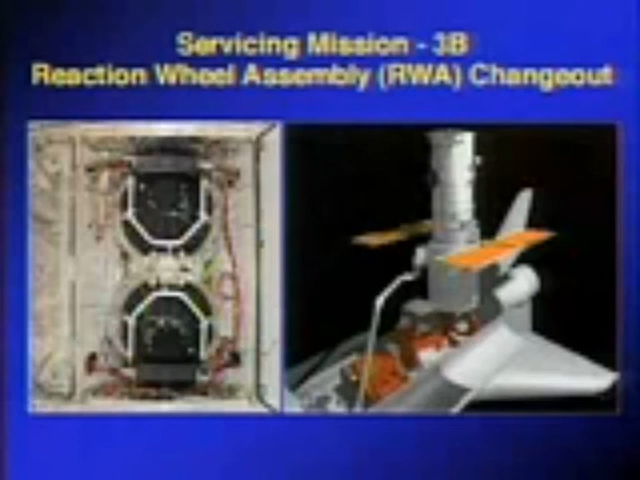 Servicing Mission - 3B
Reaction Wheel Assembly (RWA) Changeout